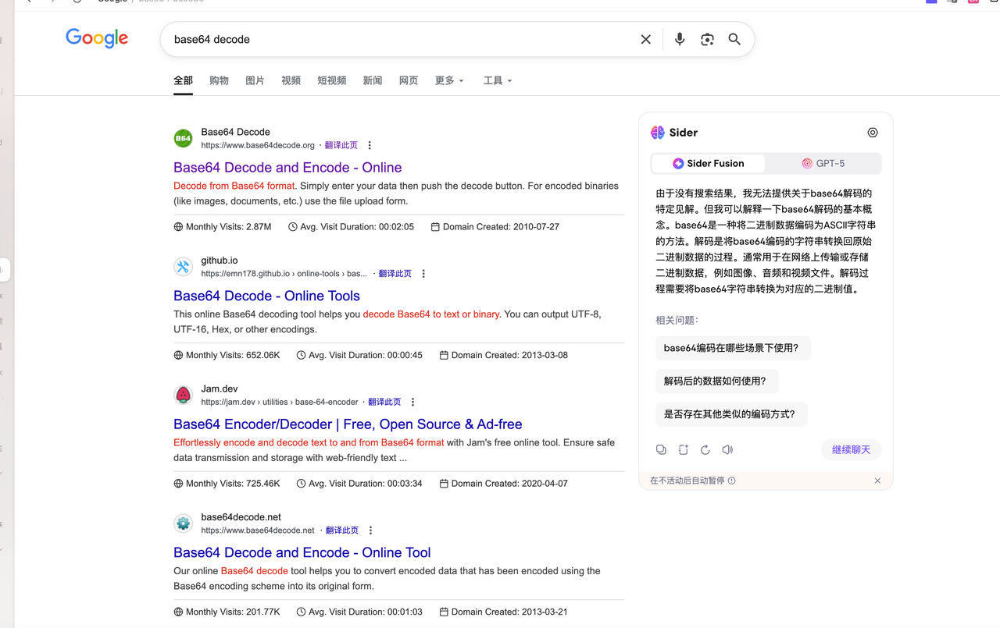 Google
base64 decode
全部 购物 图片 视频 短视频 新闻 网页 更多 工具
B64
Base64 Decode
https://www.base64decode.org · 翻译此页
Base64 Decode and Encode - Online
Decode from Base64 format. Simply enter your data then push the decode button. For encoded binaries
(like images, documents, etc.) use the file upload form.
Monthly Visits: 2.87M Avg. Visit Duration: 00:02:05 Domain Created: 2010-07-27
github.io
https://emn178.github.io › online-tools › bas... · 翻译此页
Base64 Decode - Online Tools
This online Base64 decoding tool helps you decode Base64 to text or binary. You can output UTF-8,
UTF-16, Hex, or other encodings.
Monthly Visits: 652.06K Avg. Visit Duration: 00:00:45 Domain Created: 2013-03-08
Jam.dev
https://jam.dev › utilities › base-64-encoder · 翻译此页
Base64 Encoder/Decoder | Free, Open Source & Ad-free
Effortlessly encode and decode text to and from Base64 format with Jam's free online tool. Ensure safe
data transmission and storage with web-friendly text ...
Monthly Visits: 725.46K Avg. Visit Duration: 00:03:34 Domain Created: 2020-04-07
base64decode.net
https://www.base64decode.net · 翻译此页
Base64 Decode and Encode - Online Tool
Our online Base64 decode tool helps you to convert encoded data that has been encoded using the
Base64 encoding scheme into its original form.
Monthly Visits: 201.77K Avg. Visit Duration: 00:01:03 Domain Created: 2013-03-21
Sider
Sider Fusion GPT-5
由于没有搜索结果，我无法提供关于base64解码的
特定见解。但我可以解释一下base64解码的基本概
念。base64是一种将二进制数据编码为ASCII字符串
的方法。解码是将base64编码的字符串转换回原始
二进制数据的过程。通常用于在网络上传输或存储
二进制数据，例如图像、音频和视频文件。解码过
程需要将base64字符串转换为对应的二进制值。
相关问题：
base64编码在哪些场景下使用?
解码后的数据如何使用?
是否存在其他类似的编码方式?
继续聊天
在不活动后自动暂停